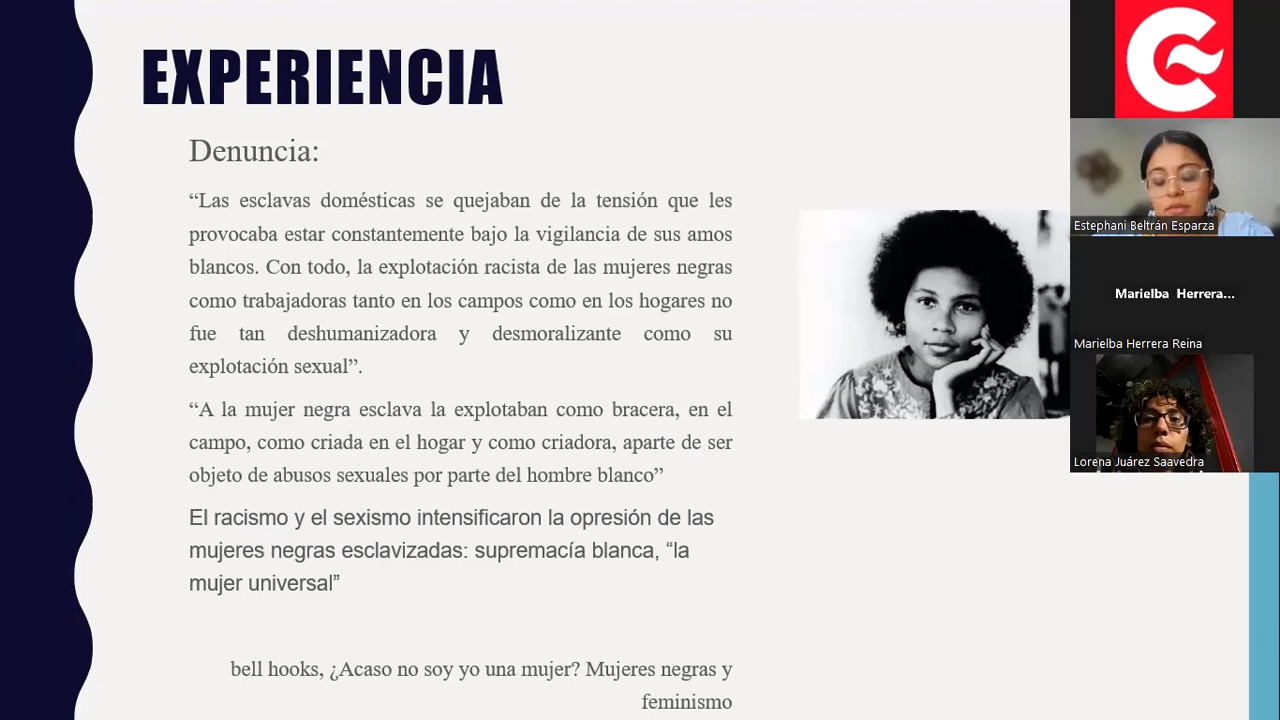 EXPERIENCIA
Denuncia:
“Las esclavas domésticas se quejaban de la tensión que les
provocaba estar constantemente bajo la vigilancia de sus amos
blancos. Con todo, la explotación racista de las mujeres negras
como trabajadoras tanto en los campos como en los hogares no
fue tan deshumanizadora y desmoralizante como su
explotación sexual”.
“A la mujer negra esclava la explotaban como bracera, en el
campo, como criada en el hogar y como criadora, aparte de ser
objeto de abusos sexuales por parte del hombre blanco”
El racismo y el sexismo intensificaron la opresión de las
mujeres negras esclavizadas: supremacía blanca, “la
mujer universal”
bell hooks, ¿Acaso no soy yo una mujer? Mujeres negras y
feminismo
Estephani Beltrán Esparza
Marielba Herrera...
Marielba Herrera Reina
Lorena Juárez Saavedra